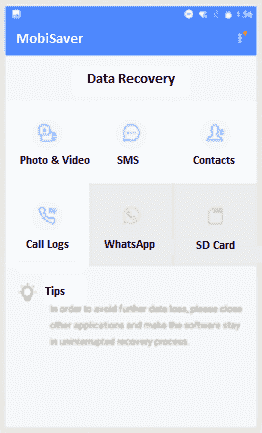 MobiSaver
Data Recovery
Photo & Video
SMS
Contacts
Call Logs
WhatsApp
SD Card
Tips
In order to avoid further data loss, please close
other applications and make the software stay
in uninterrupted recovery process.